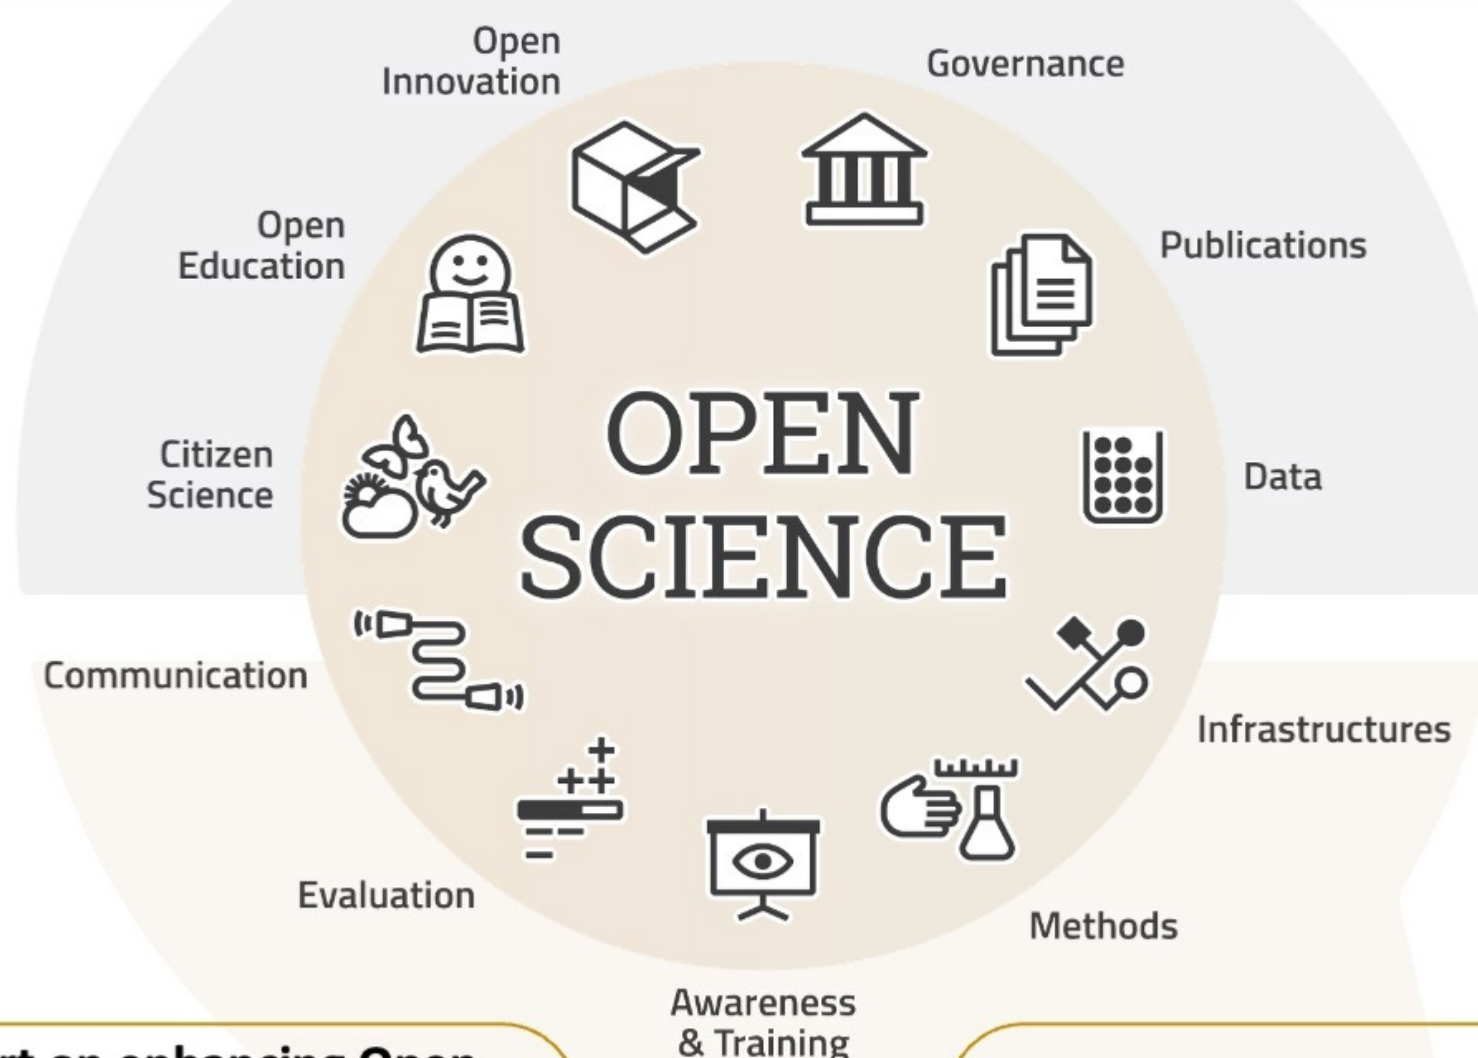 Open
Innovation
Governance
Open
Education
Publications
Citizen
Science
Data
OPEN
SCIENCE
Communication
Infrastructures
Evaluation
Methods
Awareness
& Training